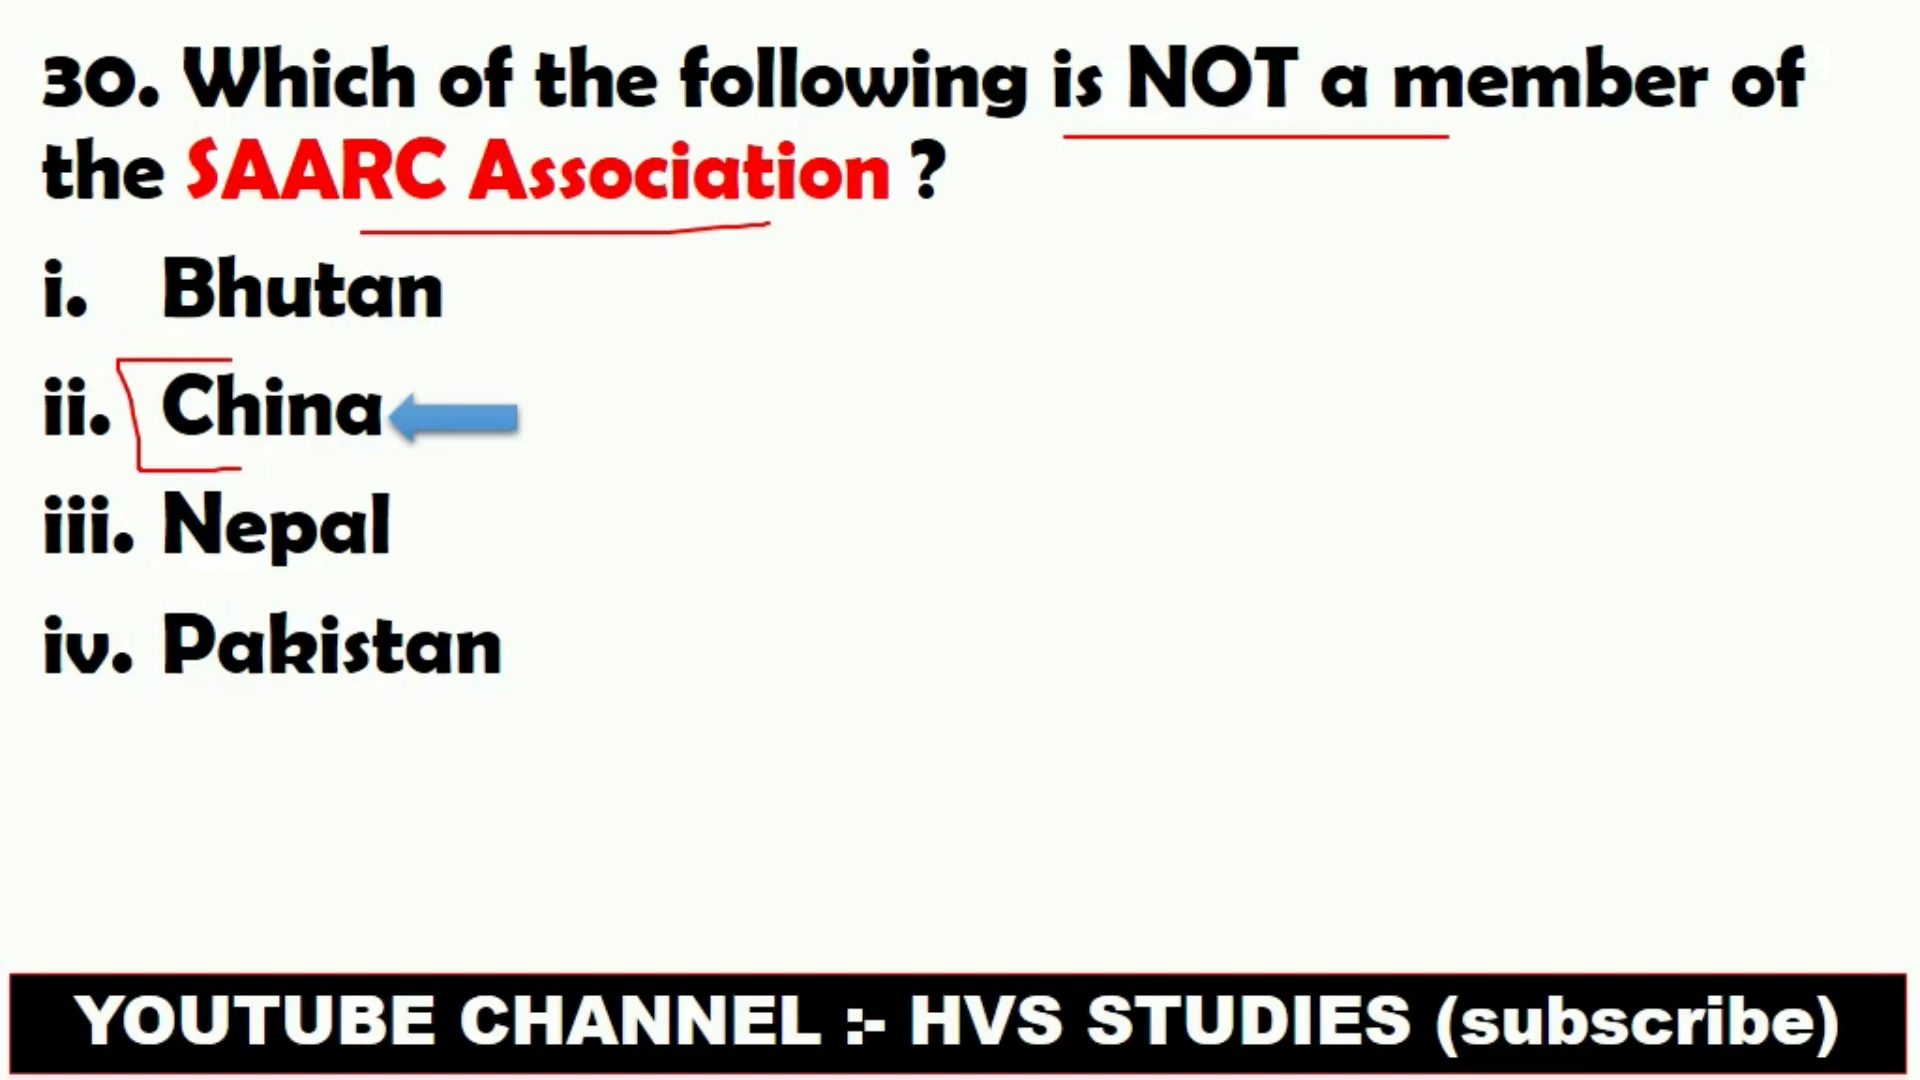 30. Which of the following is NOT a member of
the SAARC Association ?
i. Bhutan
ii. China
iii. Nepal
iv. Pakistan
YOUTUBE CHANNEL :- HVS STUDIES (subscribe)